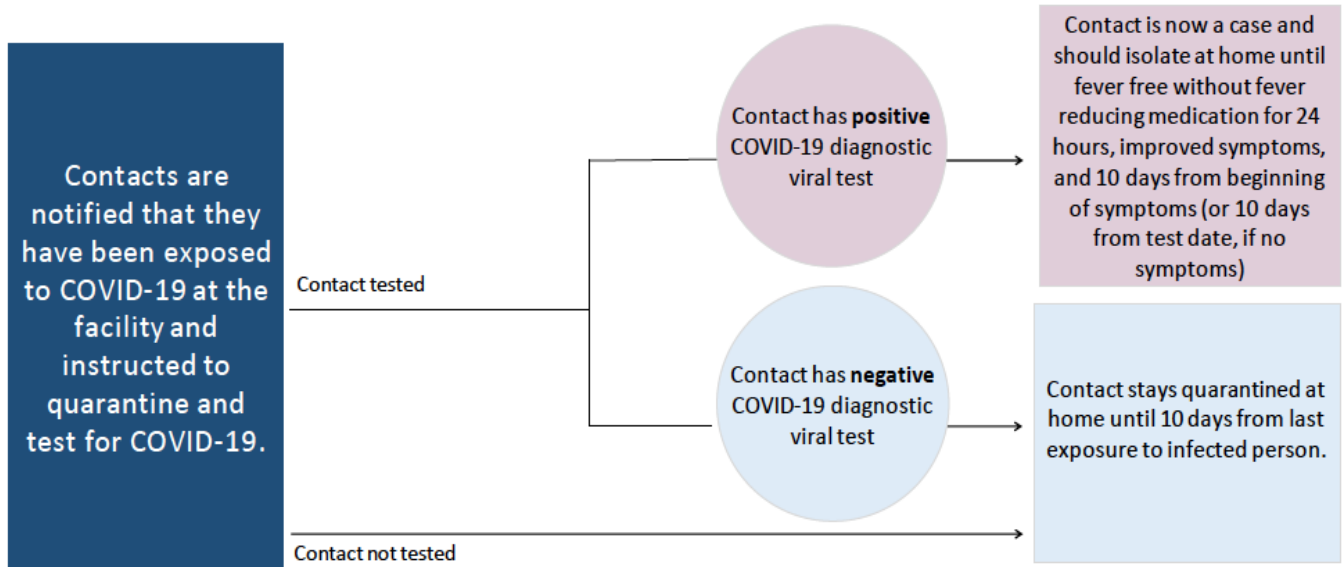 Contacts are
notified that they
have been exposed
to COVID-19 at the
facility and
instructed to
quarantine and
test for COVID-19.
Contact tested
Contact not tested
Contact has positive
COVID-19 diagnostic
viral test
Contact is now a case and
should isolate at home until
fever free without fever
reducing medication for 24
hours, improved symptoms,
and 10 days from beginning
of symptoms (or 10 days
from test date, if no
symptoms)
Contact has negative
COVID-19 diagnostic
viral test
Contact stays quarantined at
home until 10 days from last
exposure to infected person.